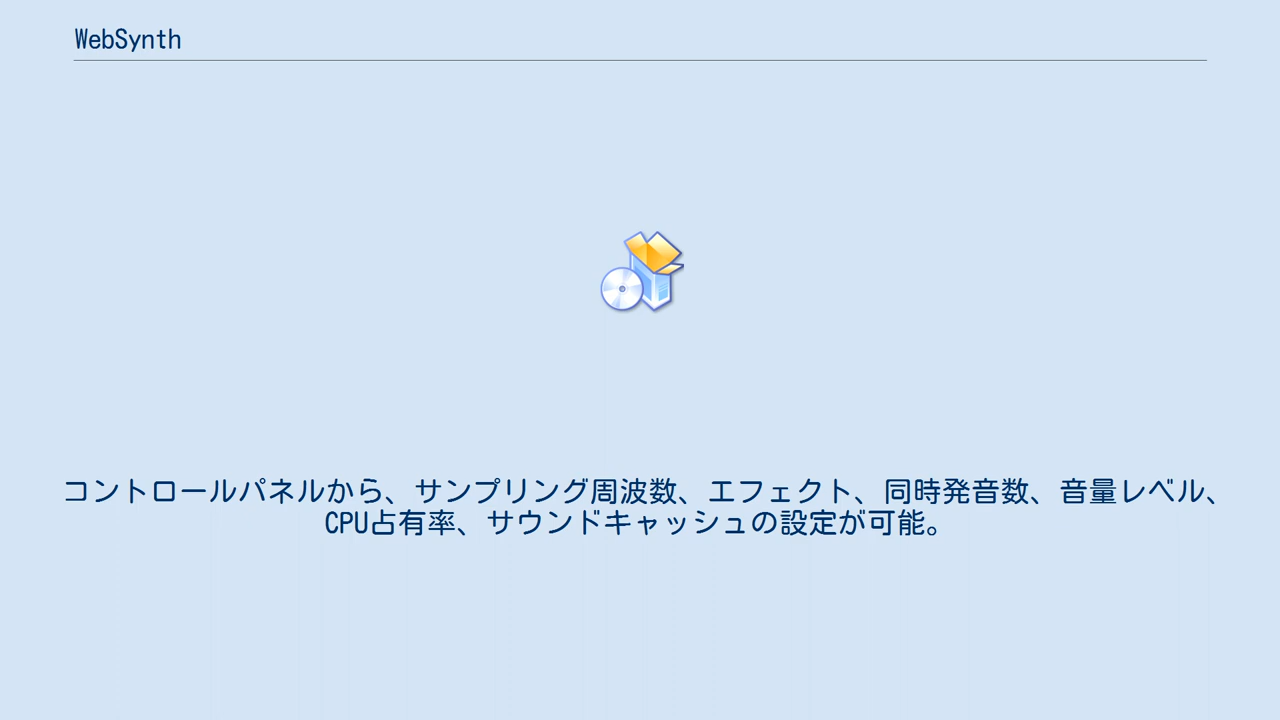 WebSynth
コントロールパネルから、サンプリング周波数、エフェクト、同時発音数、音量レベル、
CPU占有率、サウンドキャッシュの設定が可能。